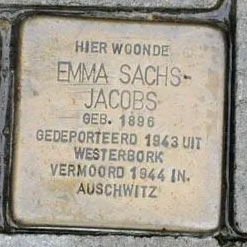 HIER WOONDE
EMMA SACHS-
JACOBS
GEB. 1896
GEDEPORTEERD 1943 UIT
WESTERBORK
VERMOORD 1944 IN.
AUSCHWITZ